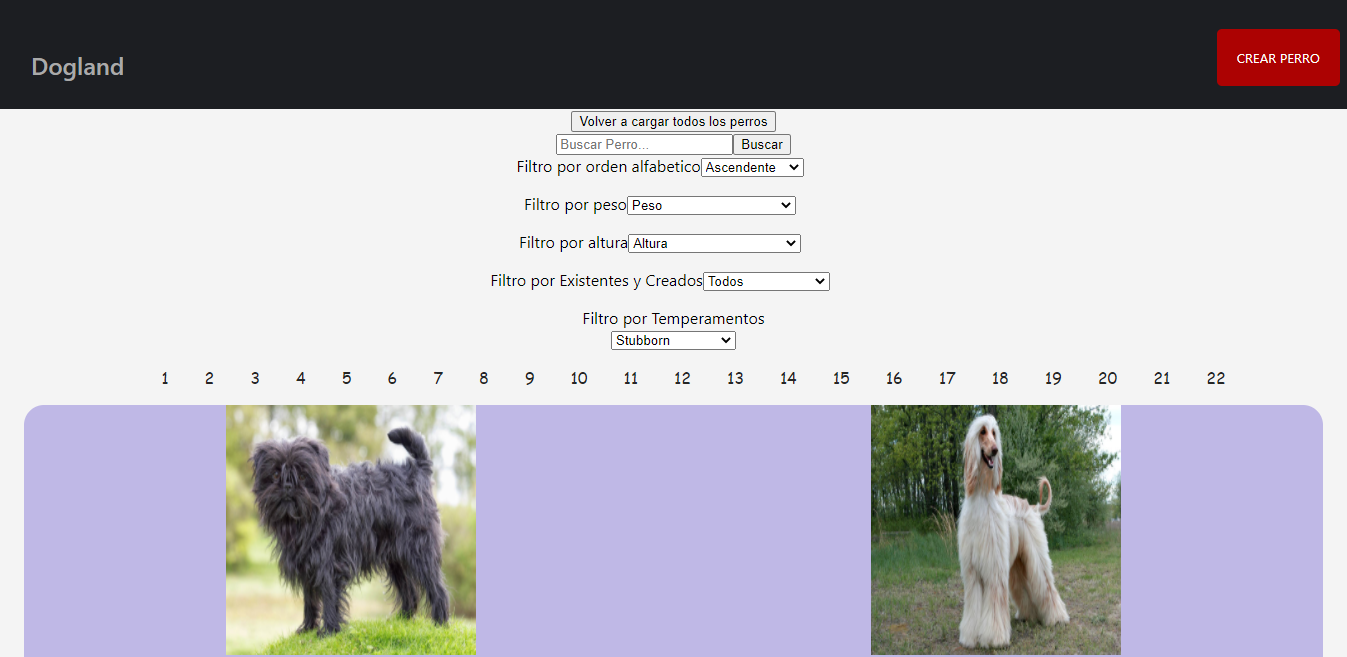 Dogland
CREAR PERRO
Volver a cargar todos los perros
Buscar Perro... Buscar
Filtro por orden alfabetico Ascendente
Filtro por peso Peso
Filtro por altura Altura
Filtro por Existentes y Creados Todos
Filtro por Temperamentos
Stubborn
1 2 3 4 5 6 7 8 9 10 11 12 13 14 15 16 17 18 19 20 21 22